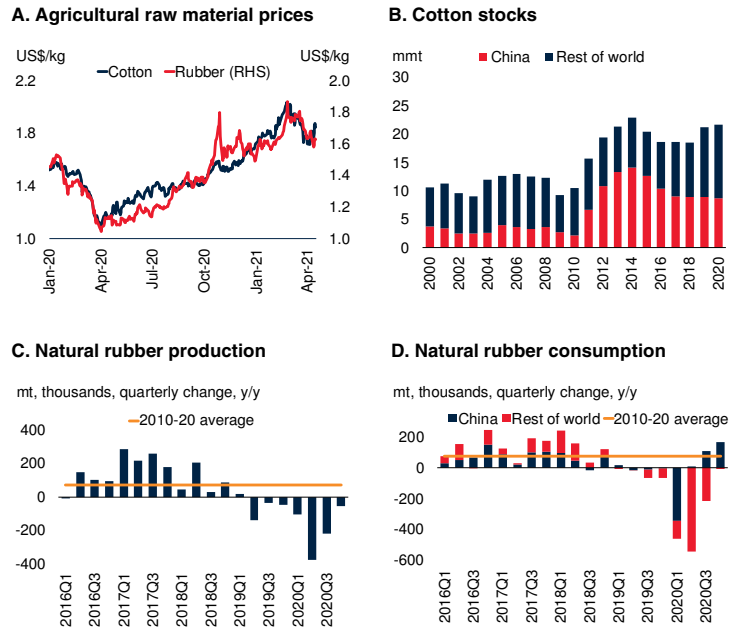 A. Agricultural raw material prices
US$/kg
US$/kg
Cotton
Rubber (RHS)
2.2
1.8
1.4
1.0
2.0
1.8
1.6
1.4
1.2
1.0
Jan-20
Apr-20
Jul-20
Oct-20
Jan-21
Apr-21
B. Cotton stocks
mmt
China
Rest of world
30
25
20
15
10
5
0
2000
2002
2004
2006
2008
2010
2012
2014
2016
2018
2020
C. Natural rubber production
mt, thousands, quarterly change, y/y
2010-20 average
400
200
0
-200
-400
2016Q1
2016Q3
2017Q1
2017Q3
2018Q1
2018Q3
2019Q1
2019Q3
2020Q1
2020Q3
D. Natural rubber consumption
mt, thousands, quarterly change, y/y
China
Rest of world
2010-20 average
200
0
-200
-400
-600
2016Q1
2016Q3
2017Q1
2017Q3
2018Q1
2018Q3
2019Q1
2019Q3
2020Q1
2020Q3